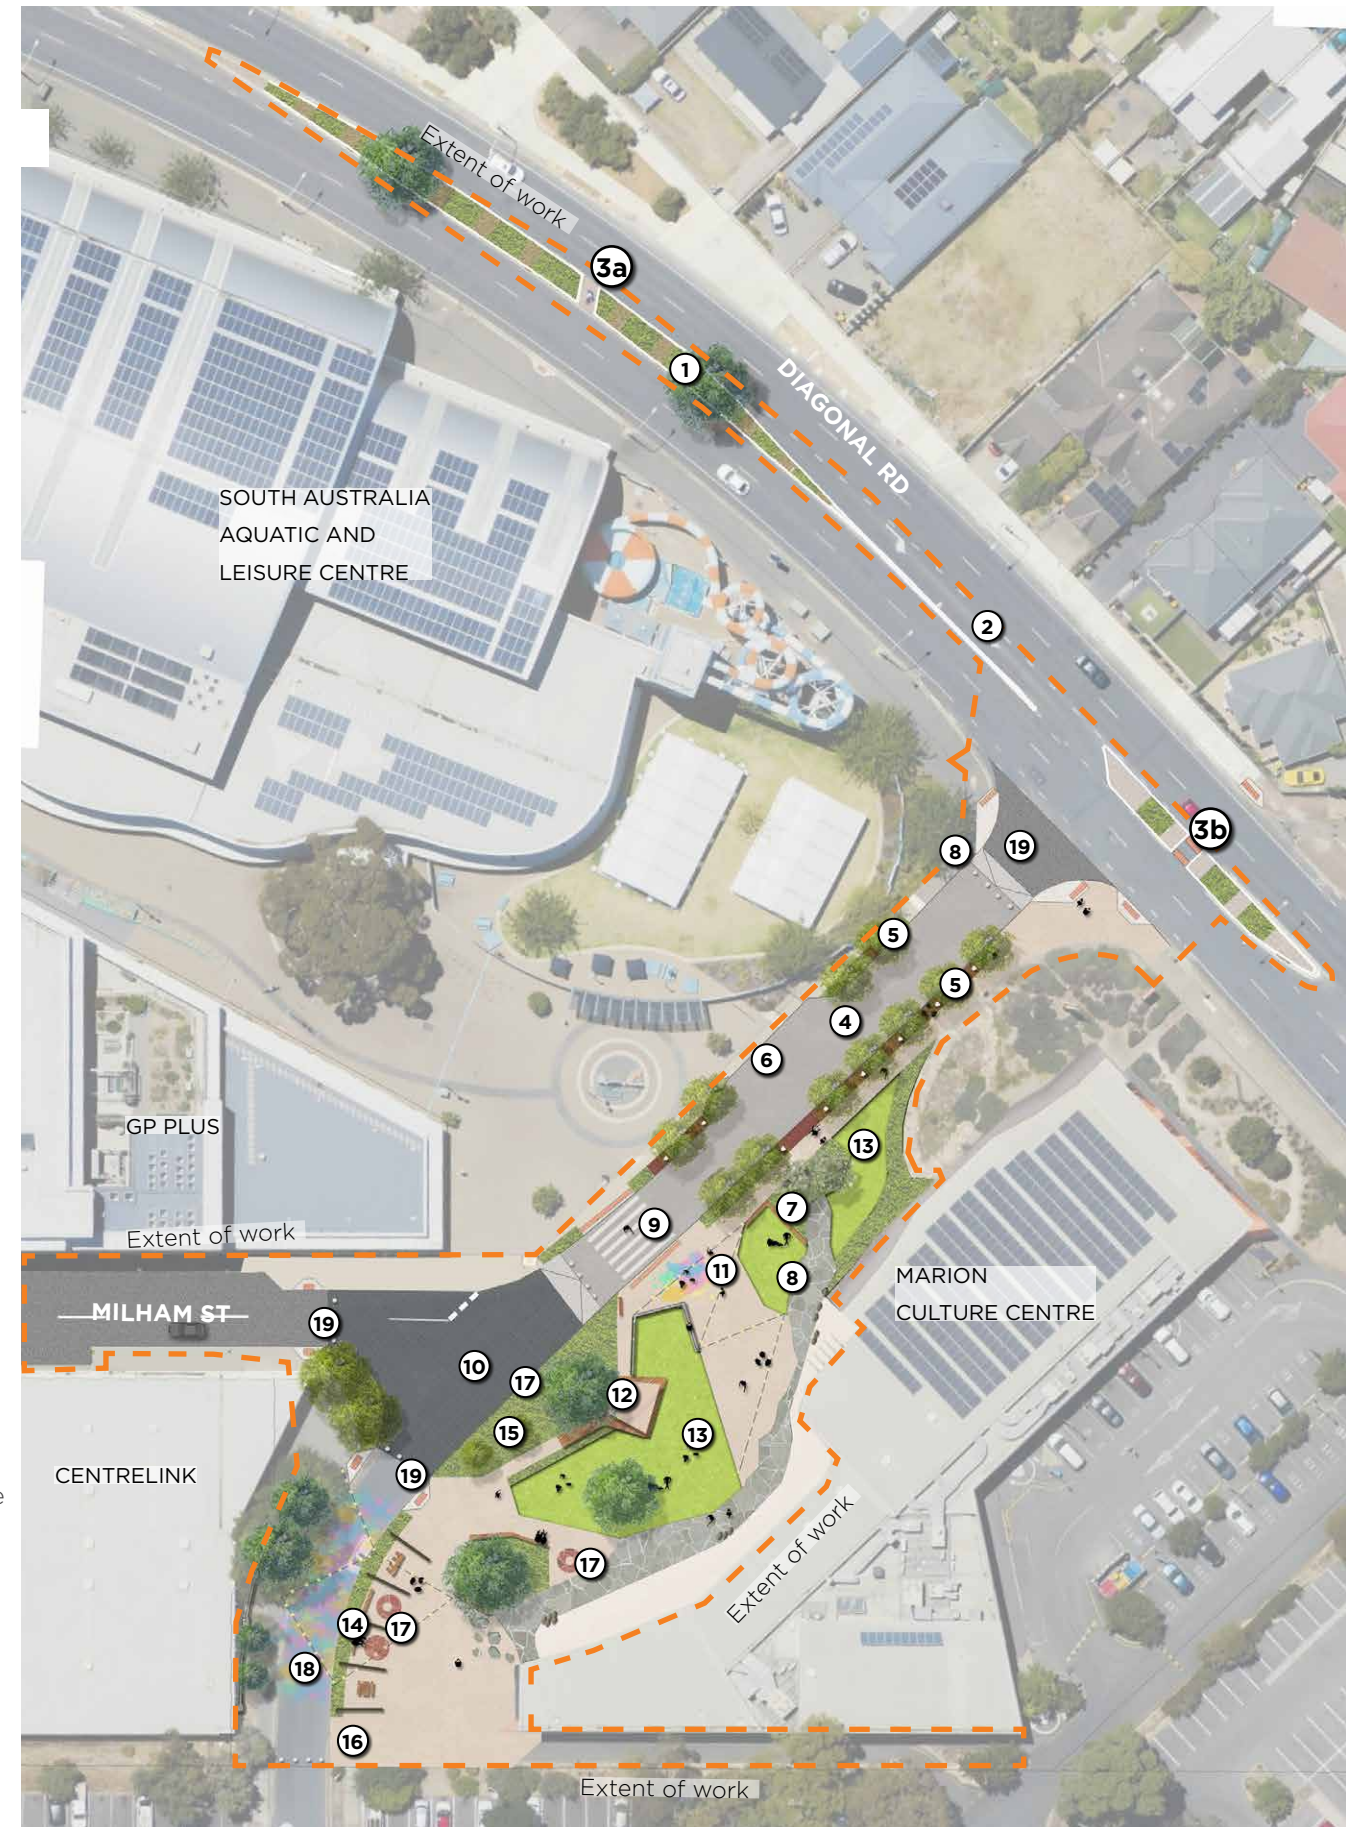 Extent of work
3a
1
DIAGONAL RD
SOUTH AUSTRALIA
AQUATIC AND
LEISURE CENTRE
2
3b
8
19
5
5
4
6
GP PLUS
13
7
9
Extent of work
11
8
MARION
CULTURE CENTRE
MILHAM ST
19
10
17
12
15
13
CENTRELINK
19
e
Extent of work
17
14
17
18
16
Extent of work